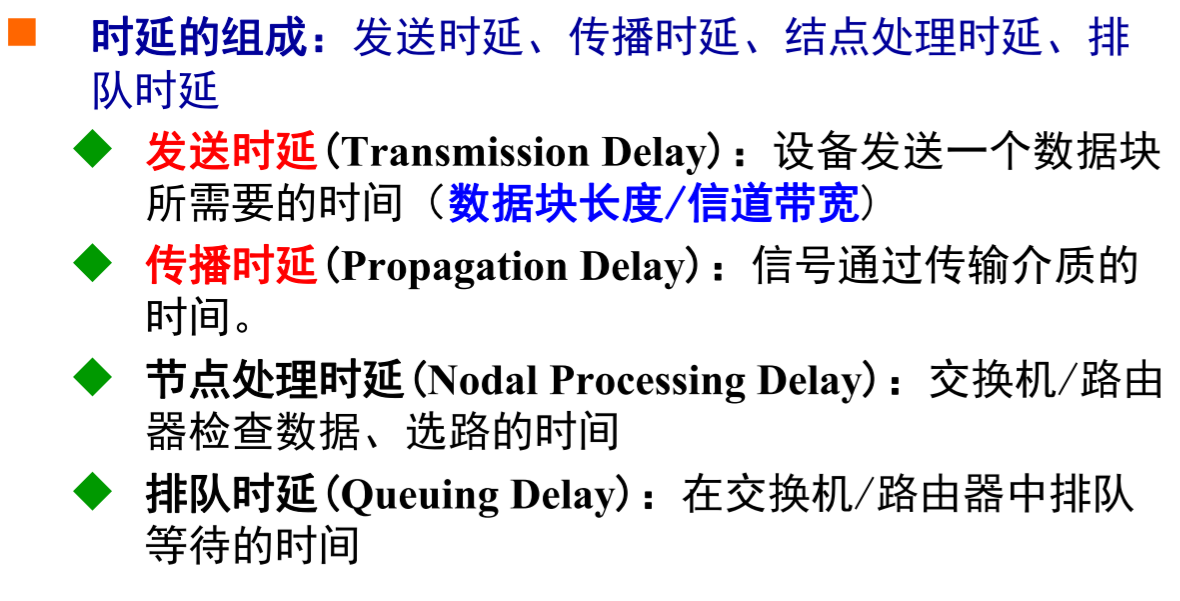 时延的组成：发送时延、传播时延、结点处理时延、排
队时延
发送时延(Transmission Delay)：设备发送一个数据块
所需要的时间（数据块长度/信道带宽）
传播时延(Propagation Delay)：信号通过传输介质的
时间。
节点处理时延(Nodal Processing Delay)：交换机/路由
器检查数据、选路的时间
排队时延(Queuing Delay)：在交换机/路由器中排队
等待的时间